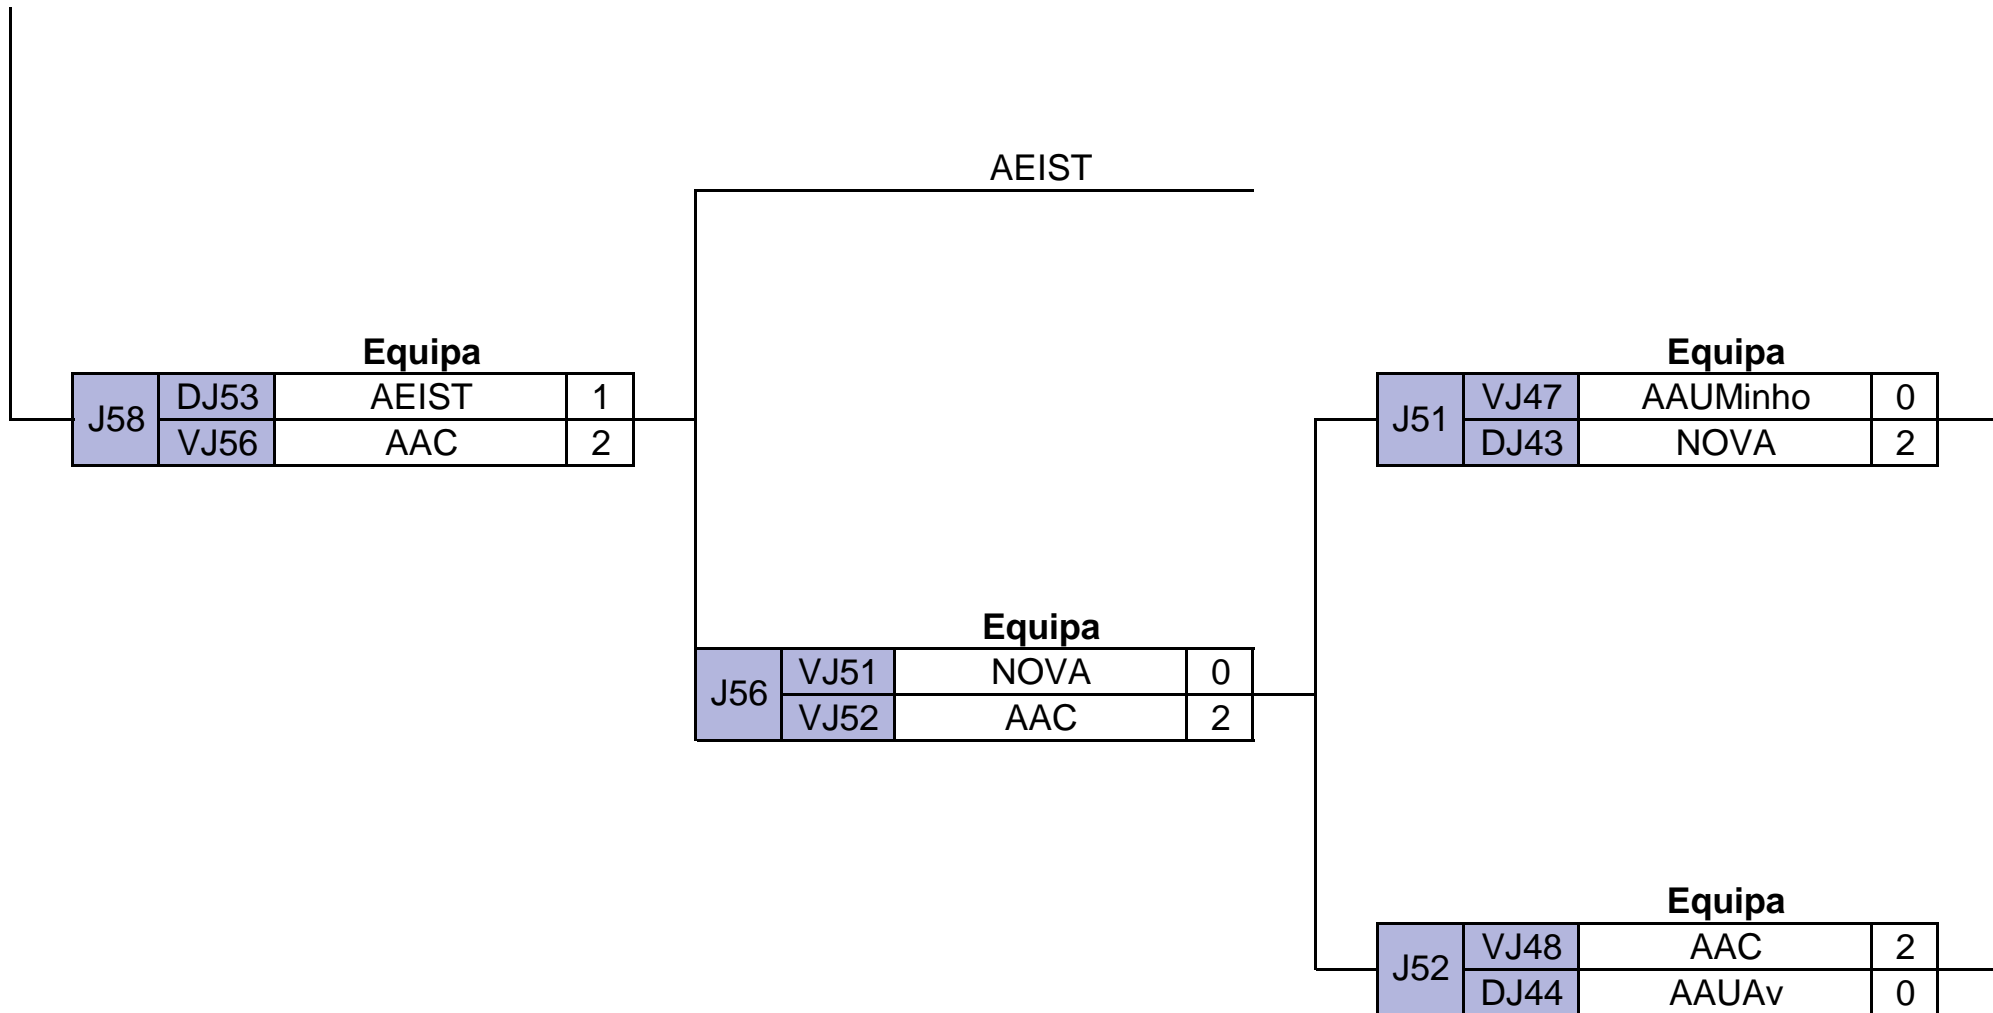 AEIST
Equipa
J58 DJ53 AEIST 1
VJ56 AAC 2
Equipa
J51 VJ47 AAUMinho 0
DJ43 NOVA 2
Equipa
J56 VJ51 NOVA 0
VJ52 AAC 2
Equipa
J52 VJ48 AAC 2
DJ44 AAUAv 0